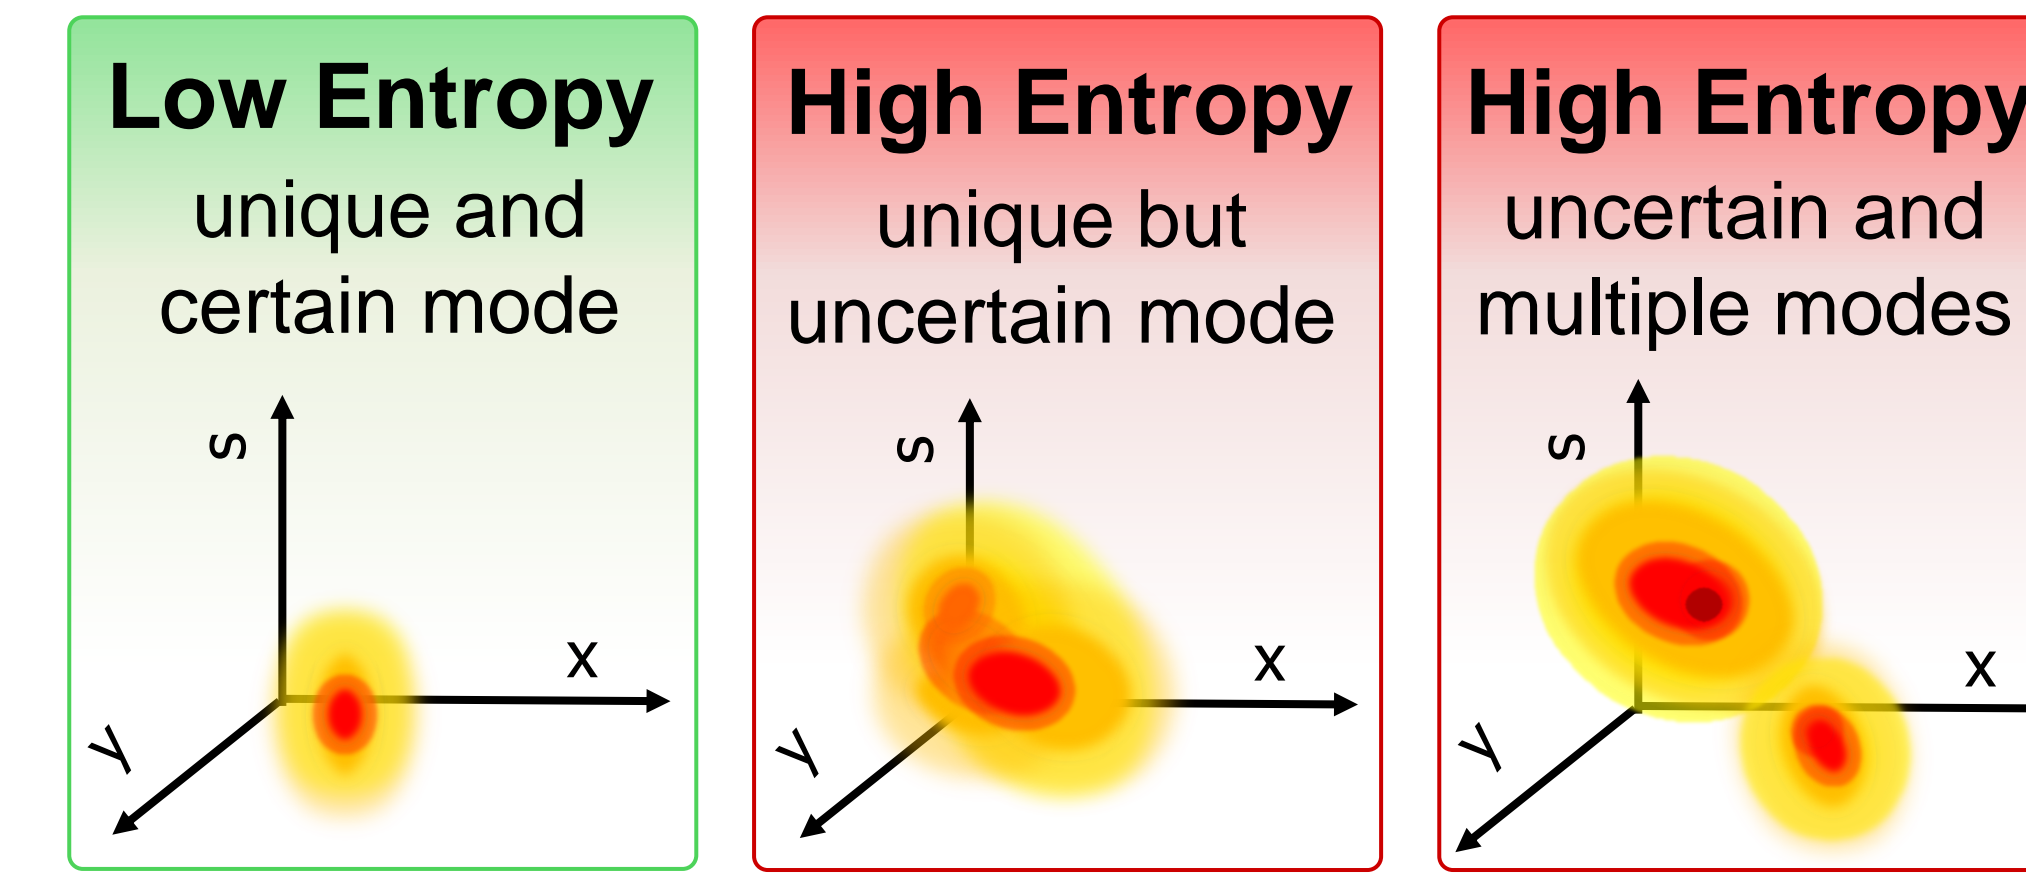 Low Entropy
unique and
certain mode
s
x
y
High Entropy
unique but
uncertain mode
s
x
y
High Entropy
uncertain and
multiple modes
s
x
y